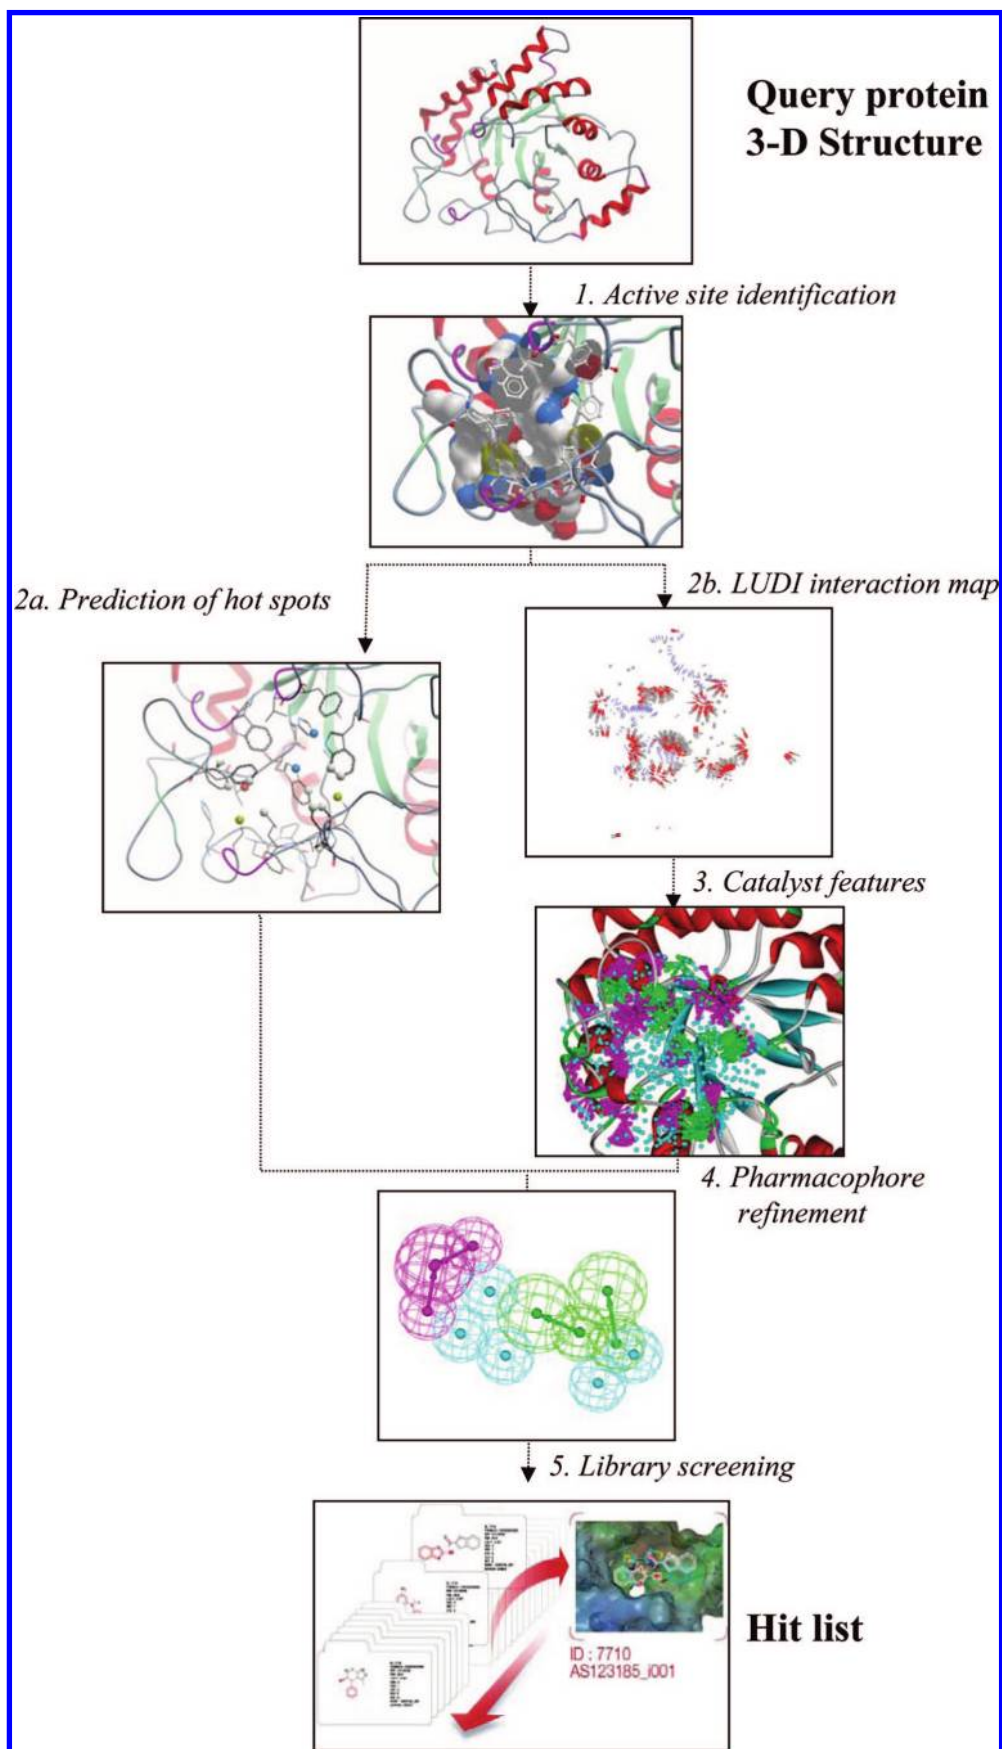 Query protein
3-D Structure
1. Active site identification
2a. Prediction of hot spots
2b. LUDI interaction map
3. Catalyst features
4. Pharmacophore
refinement
5. Library screening
Hit list
ID : 7710
AS123185_i001